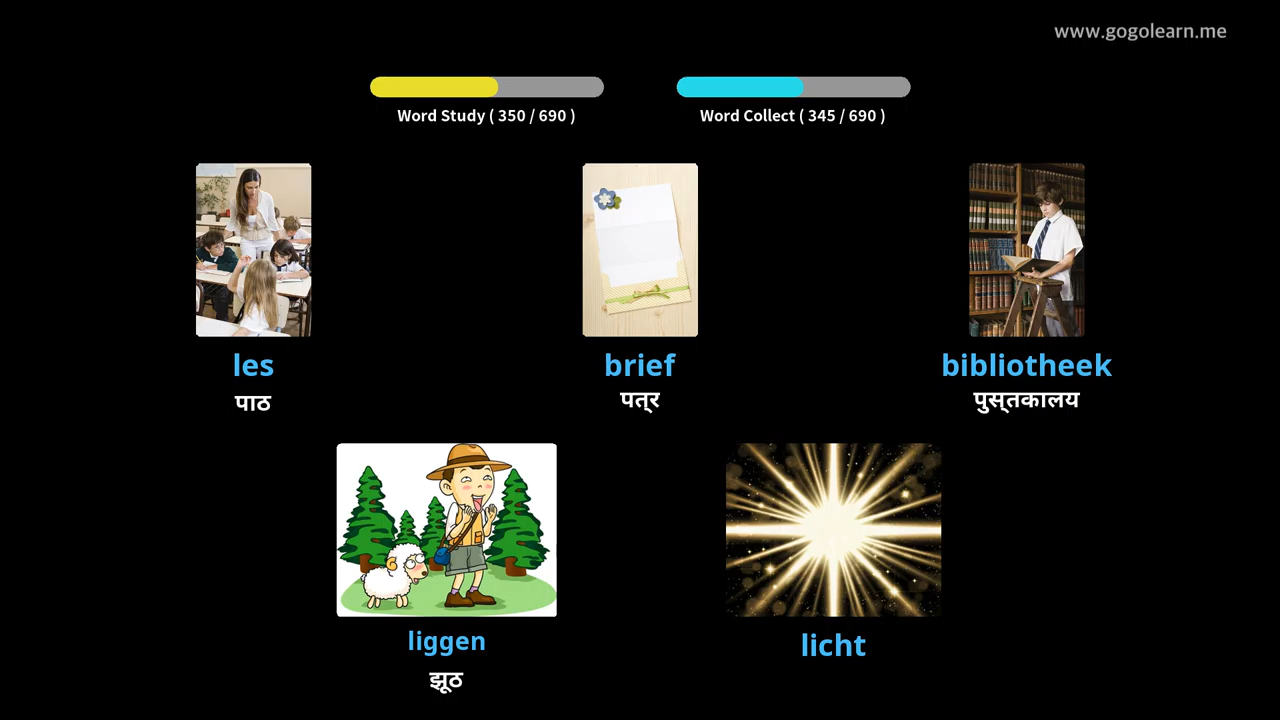 www.gogolearn.me
Word Study ( 350 / 690 )
Word Collect ( 345 / 690 )
les
पाठ
brief
पत्र
bibliotheek
पुस्तकालय
liggen
झूठ
licht